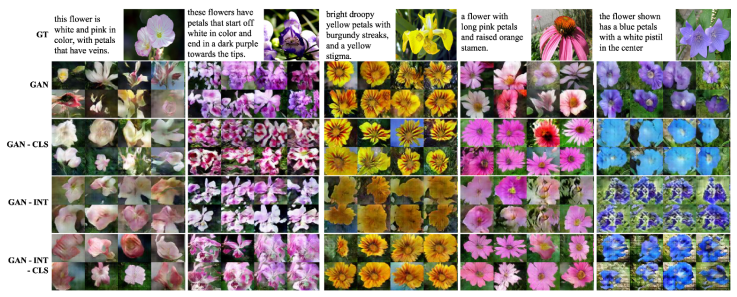 GT
this flower is
white and pink in
color, with petals
that have veins.
these flowers have
petals that start off
white in color and
end in a dark purple
towards the tips.
bright droopy
yellow petals with
burgundy streaks,
and a yellow
stigma.
a flower with
long pink petals
and raised orange
stamen.
the flower shown
has a blue petals
with a white pistil
in the center
GAN
GAN - CLS
GAN - INT
GAN - INT
- CLS